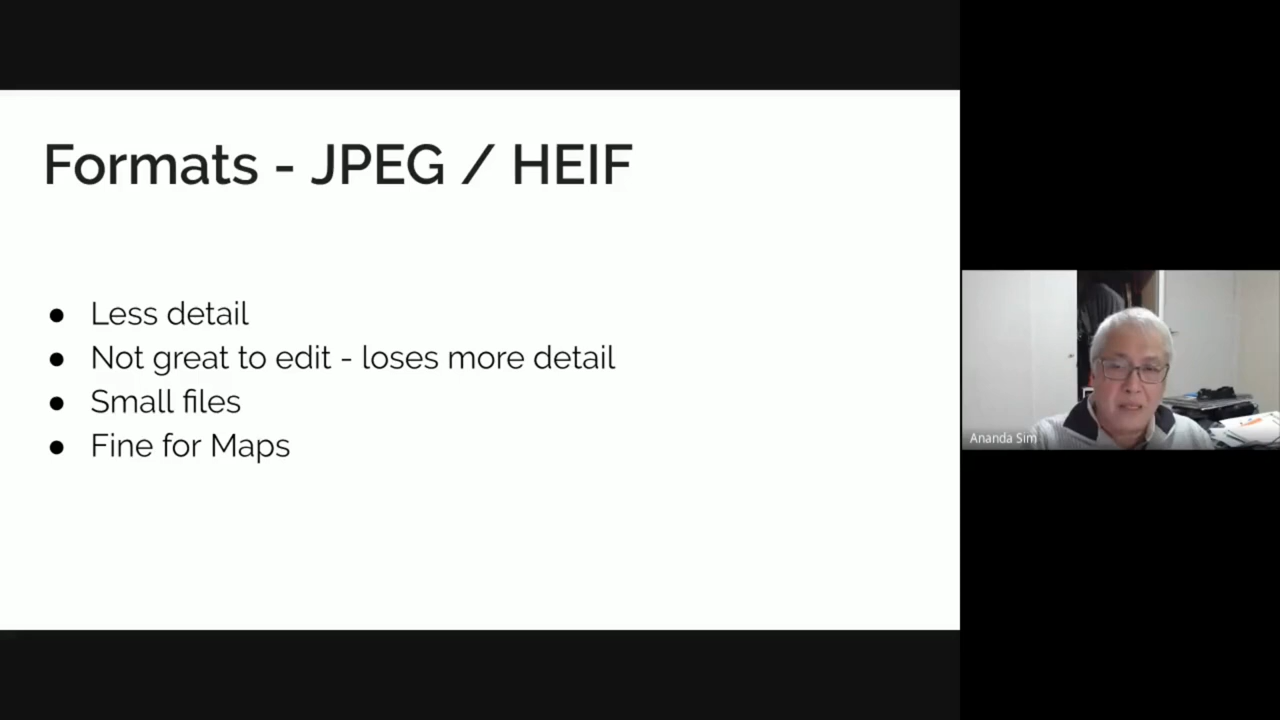 Formats - JPEG / HEIF
● Less detail
● Not great to edit - loses more detail
● Small files
● Fine for Maps
Ananda Sim